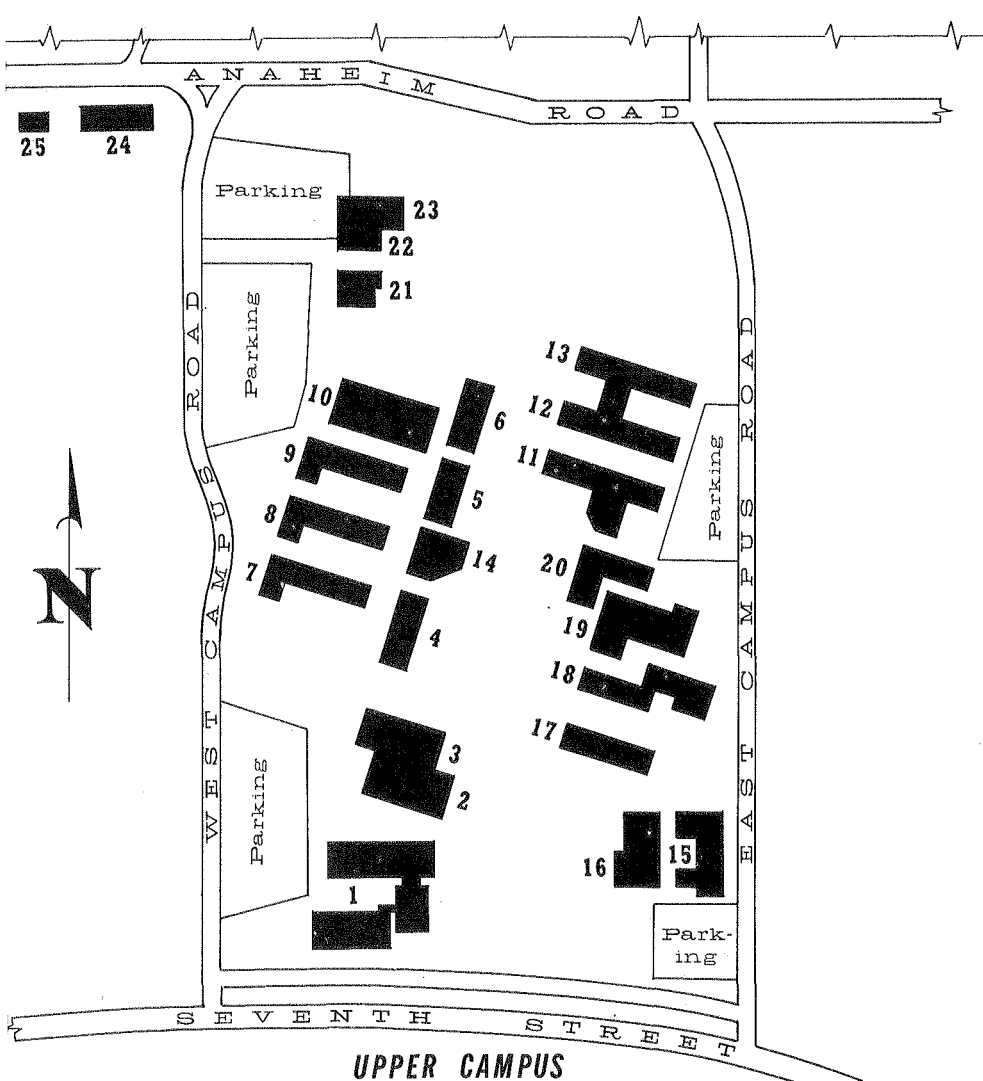 ANAHEIM ROAD
25
24
Parking
23
22
21
Parking
WEST CAMPUS ROAD
EAST CAMPUS ROAD
13
10
12
6
9
11
5
Parking
8
14
20
7
N
4
19
18
17
3
2
Parking
1
16
15
Park-
ing
SEVENTH STREET
UPPER CAMPUS